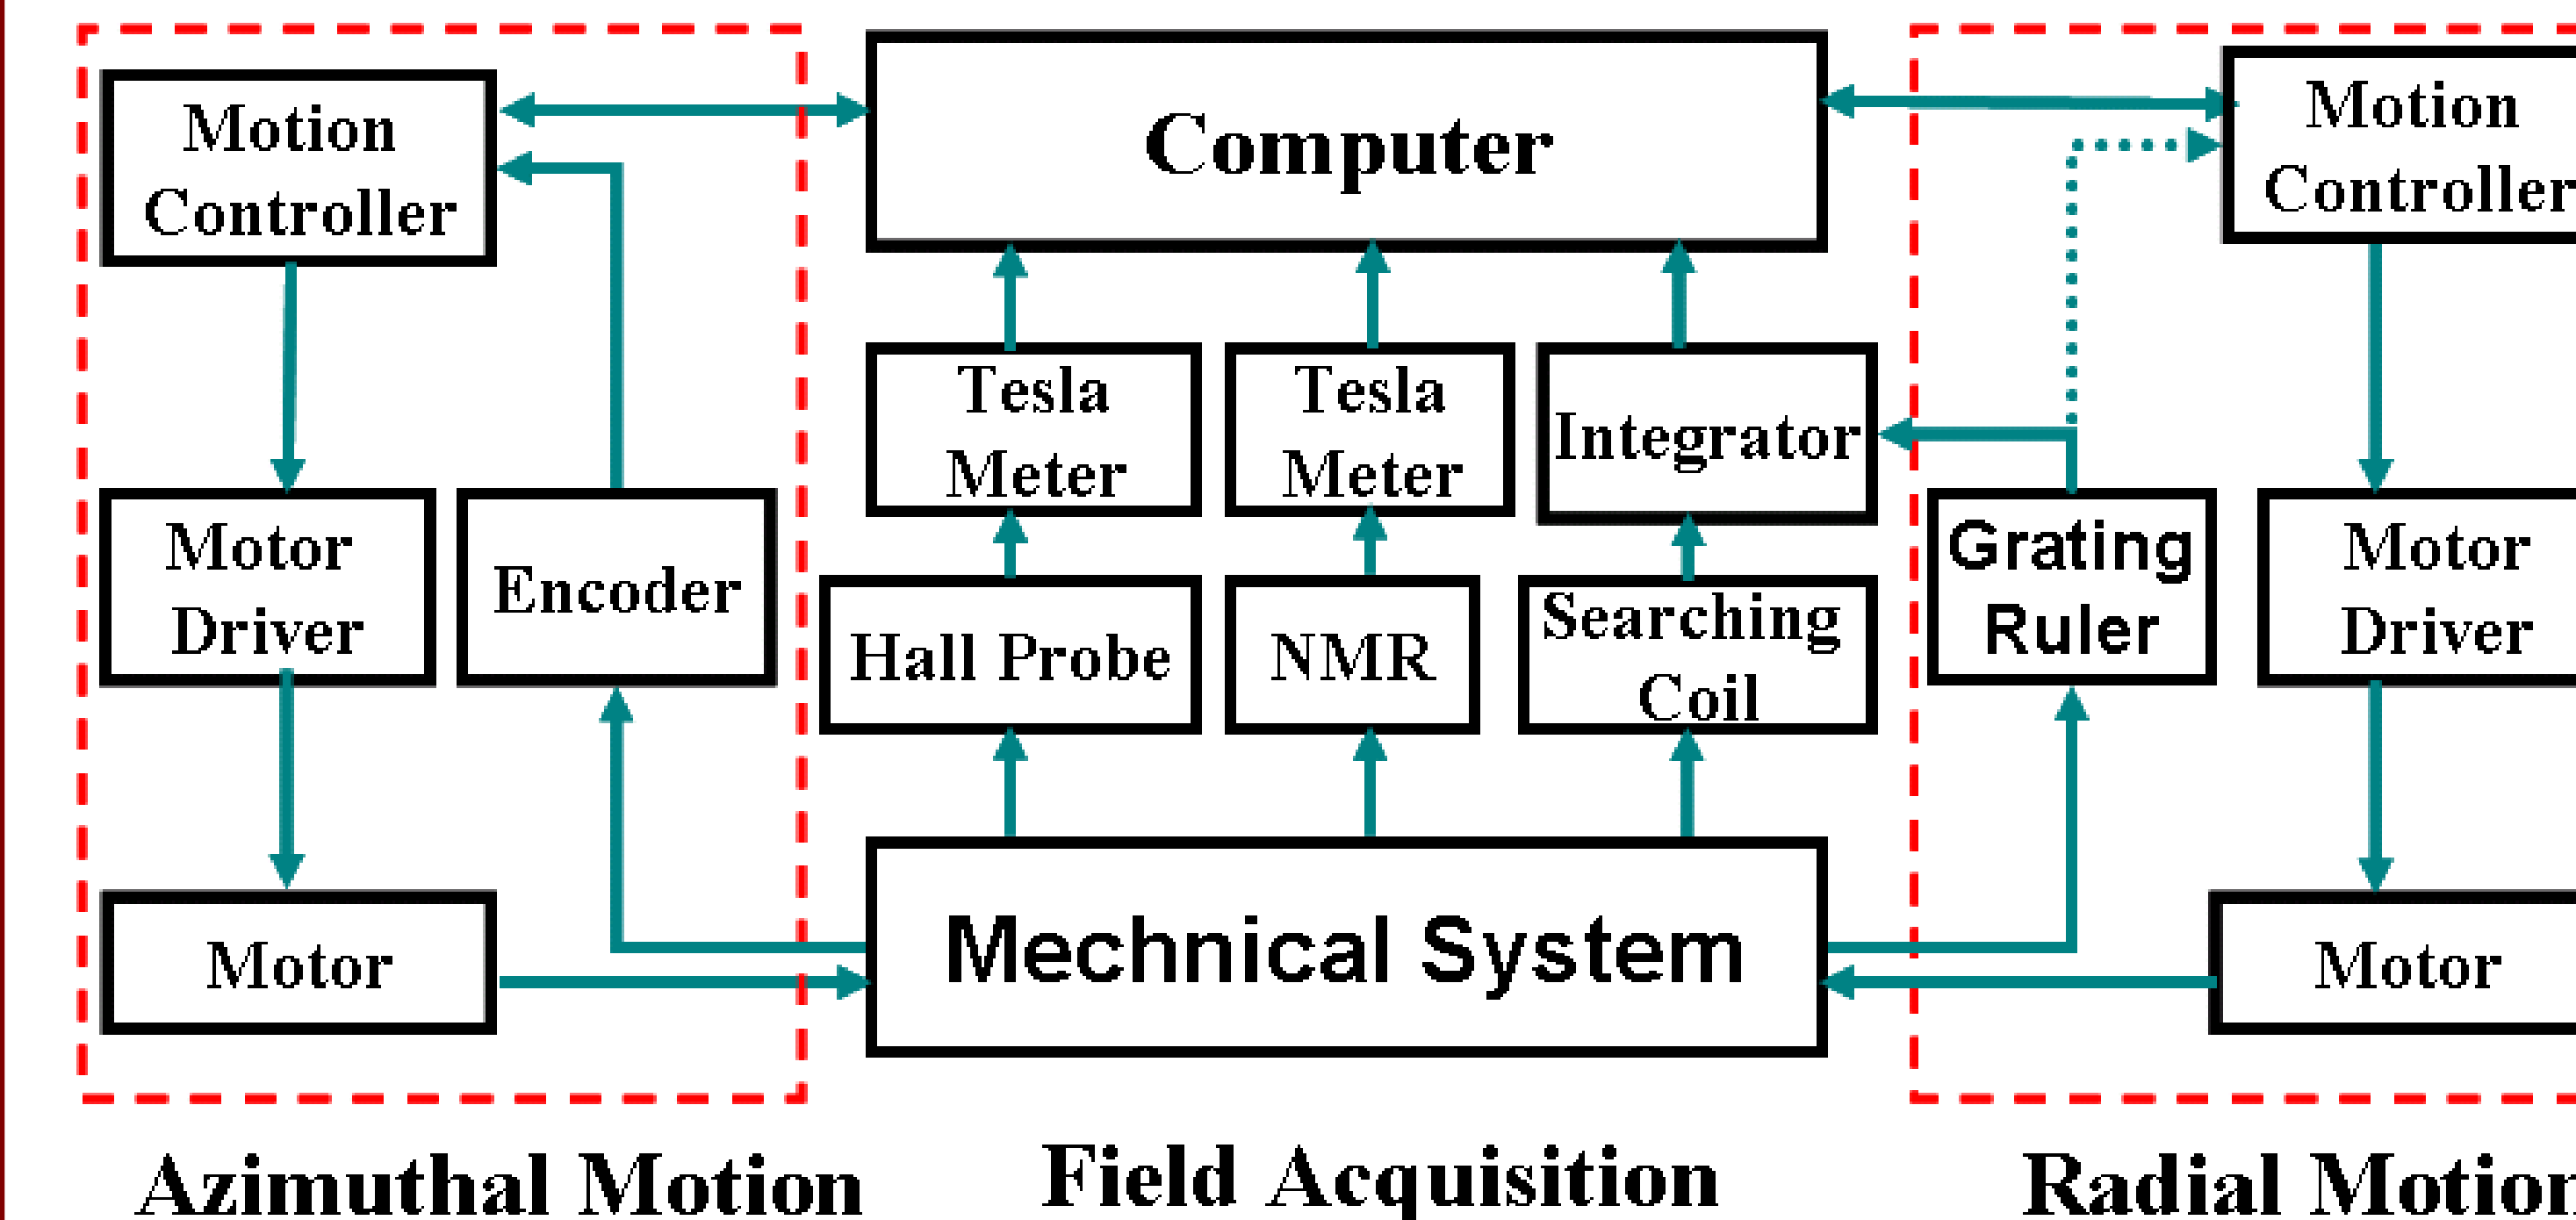 Motion
Controller
Motor
Driver
Encoder
Motor
Azimuthal Motion
Computer
Tesla
Meter
Tesla
Meter
Integrator
Hall Probe
NMR
Searching
Coil
Mechnical System
Field Acquisition
Motion
Controller
Grating
Ruler
Motor
Driver
Motor
Radial Motion